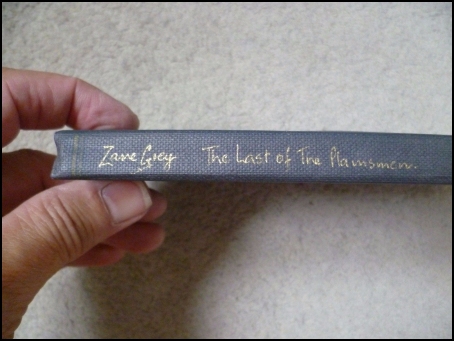 Zane Grey The Last of The Plainsmen.